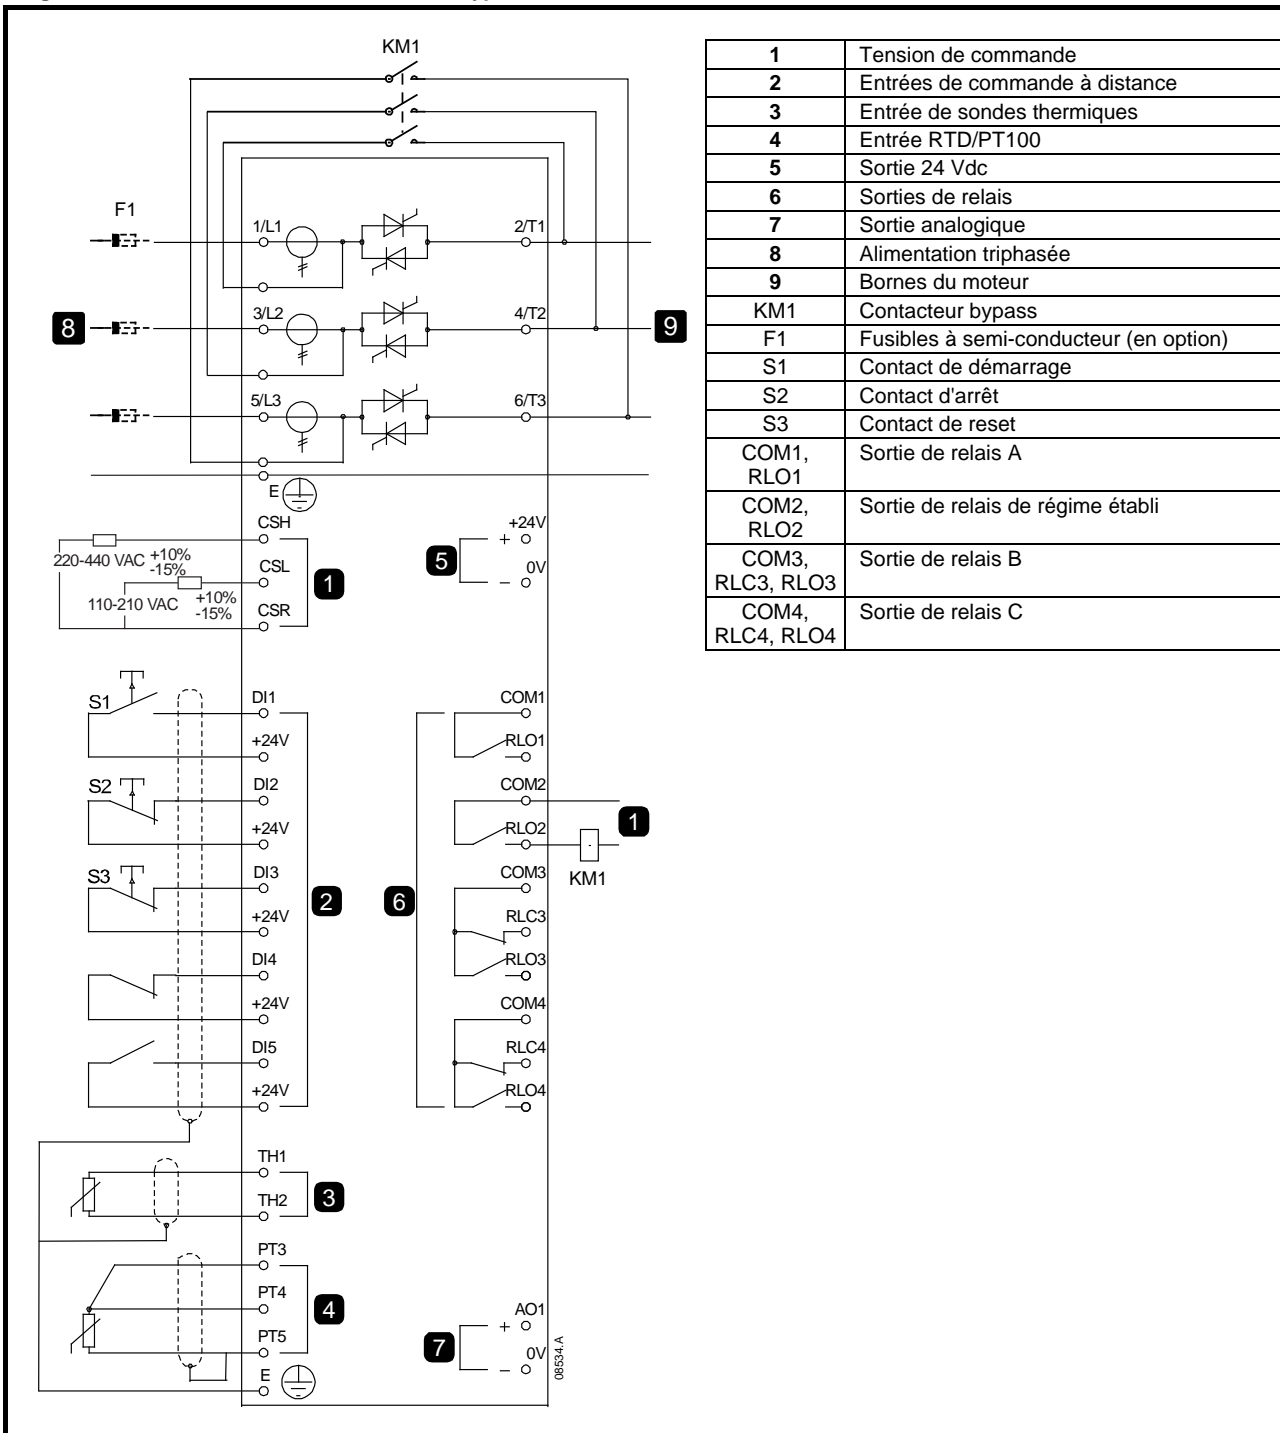 KM1
F1
1/L1
2/T1
3/L2
4/T2
8
9
5/L3
6/T3
E
CSH
220-440 VAC +10%
-15%
CSL
110-210 VAC +10%
-15%
CSR
1
+24V
+
5
0V
–
S1
DI1
+24V
S2
DI2
+24V
S3
DI3
+24V
2
DI4
+24V
DI5
+24V
COM1
RLO1
COM2
RLO2
1
KM1
COM3
6
RLC3
RLO3
COM4
RLC4
RLO4
TH1
TH2
3
PT3
PT4
4
PT5
E
AO1
+
7
0V
–
08534.A
1 Tension de commande
2 Entrées de commande à distance
3 Entrée de sondes thermiques
4 Entrée RTD/PT100
5 Sortie 24 Vdc
6 Sorties de relais
7 Sortie analogique
8 Alimentation triphasée
9 Bornes du moteur
KM1 Contacteur bypass
F1 Fusibles à semi-conducteur (en option)
S1 Contact de démarrage
S2 Contact d'arrêt
S3 Contact de reset
COM1, Sortie de relais A
RLO1
COM2, Sortie de relais de régime établi
RLO2
COM3, Sortie de relais B
RLC3, RLO3
COM4, Sortie de relais C
RLC4, RLO4